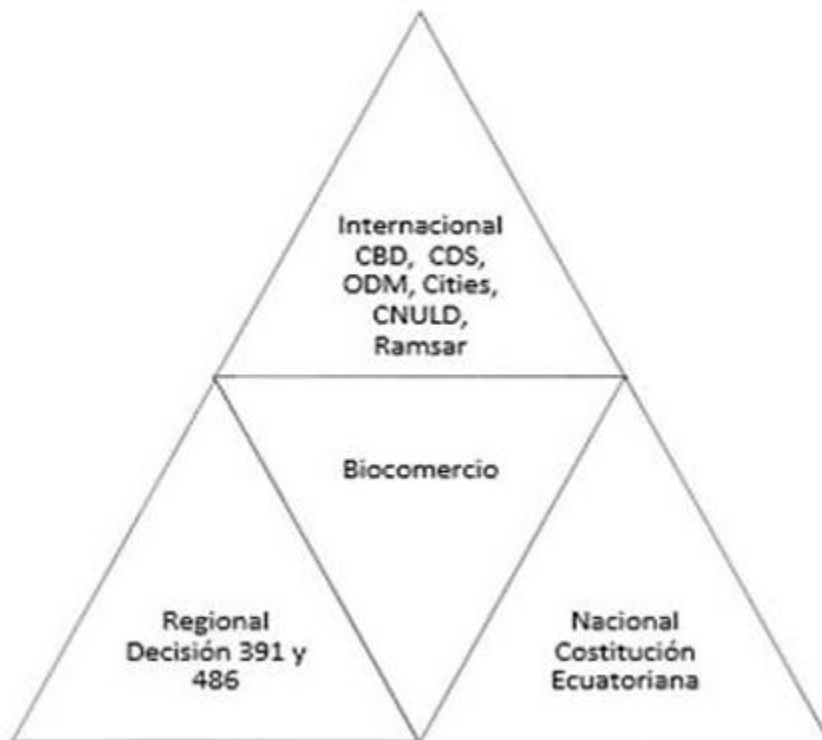 Internacional
CBD, CDS,
ODM, Cities,
CNULD,
Ramsar
Biocomercio
Regional
Decisión 391 y
486
Nacional
Costitución
Ecuatoriana